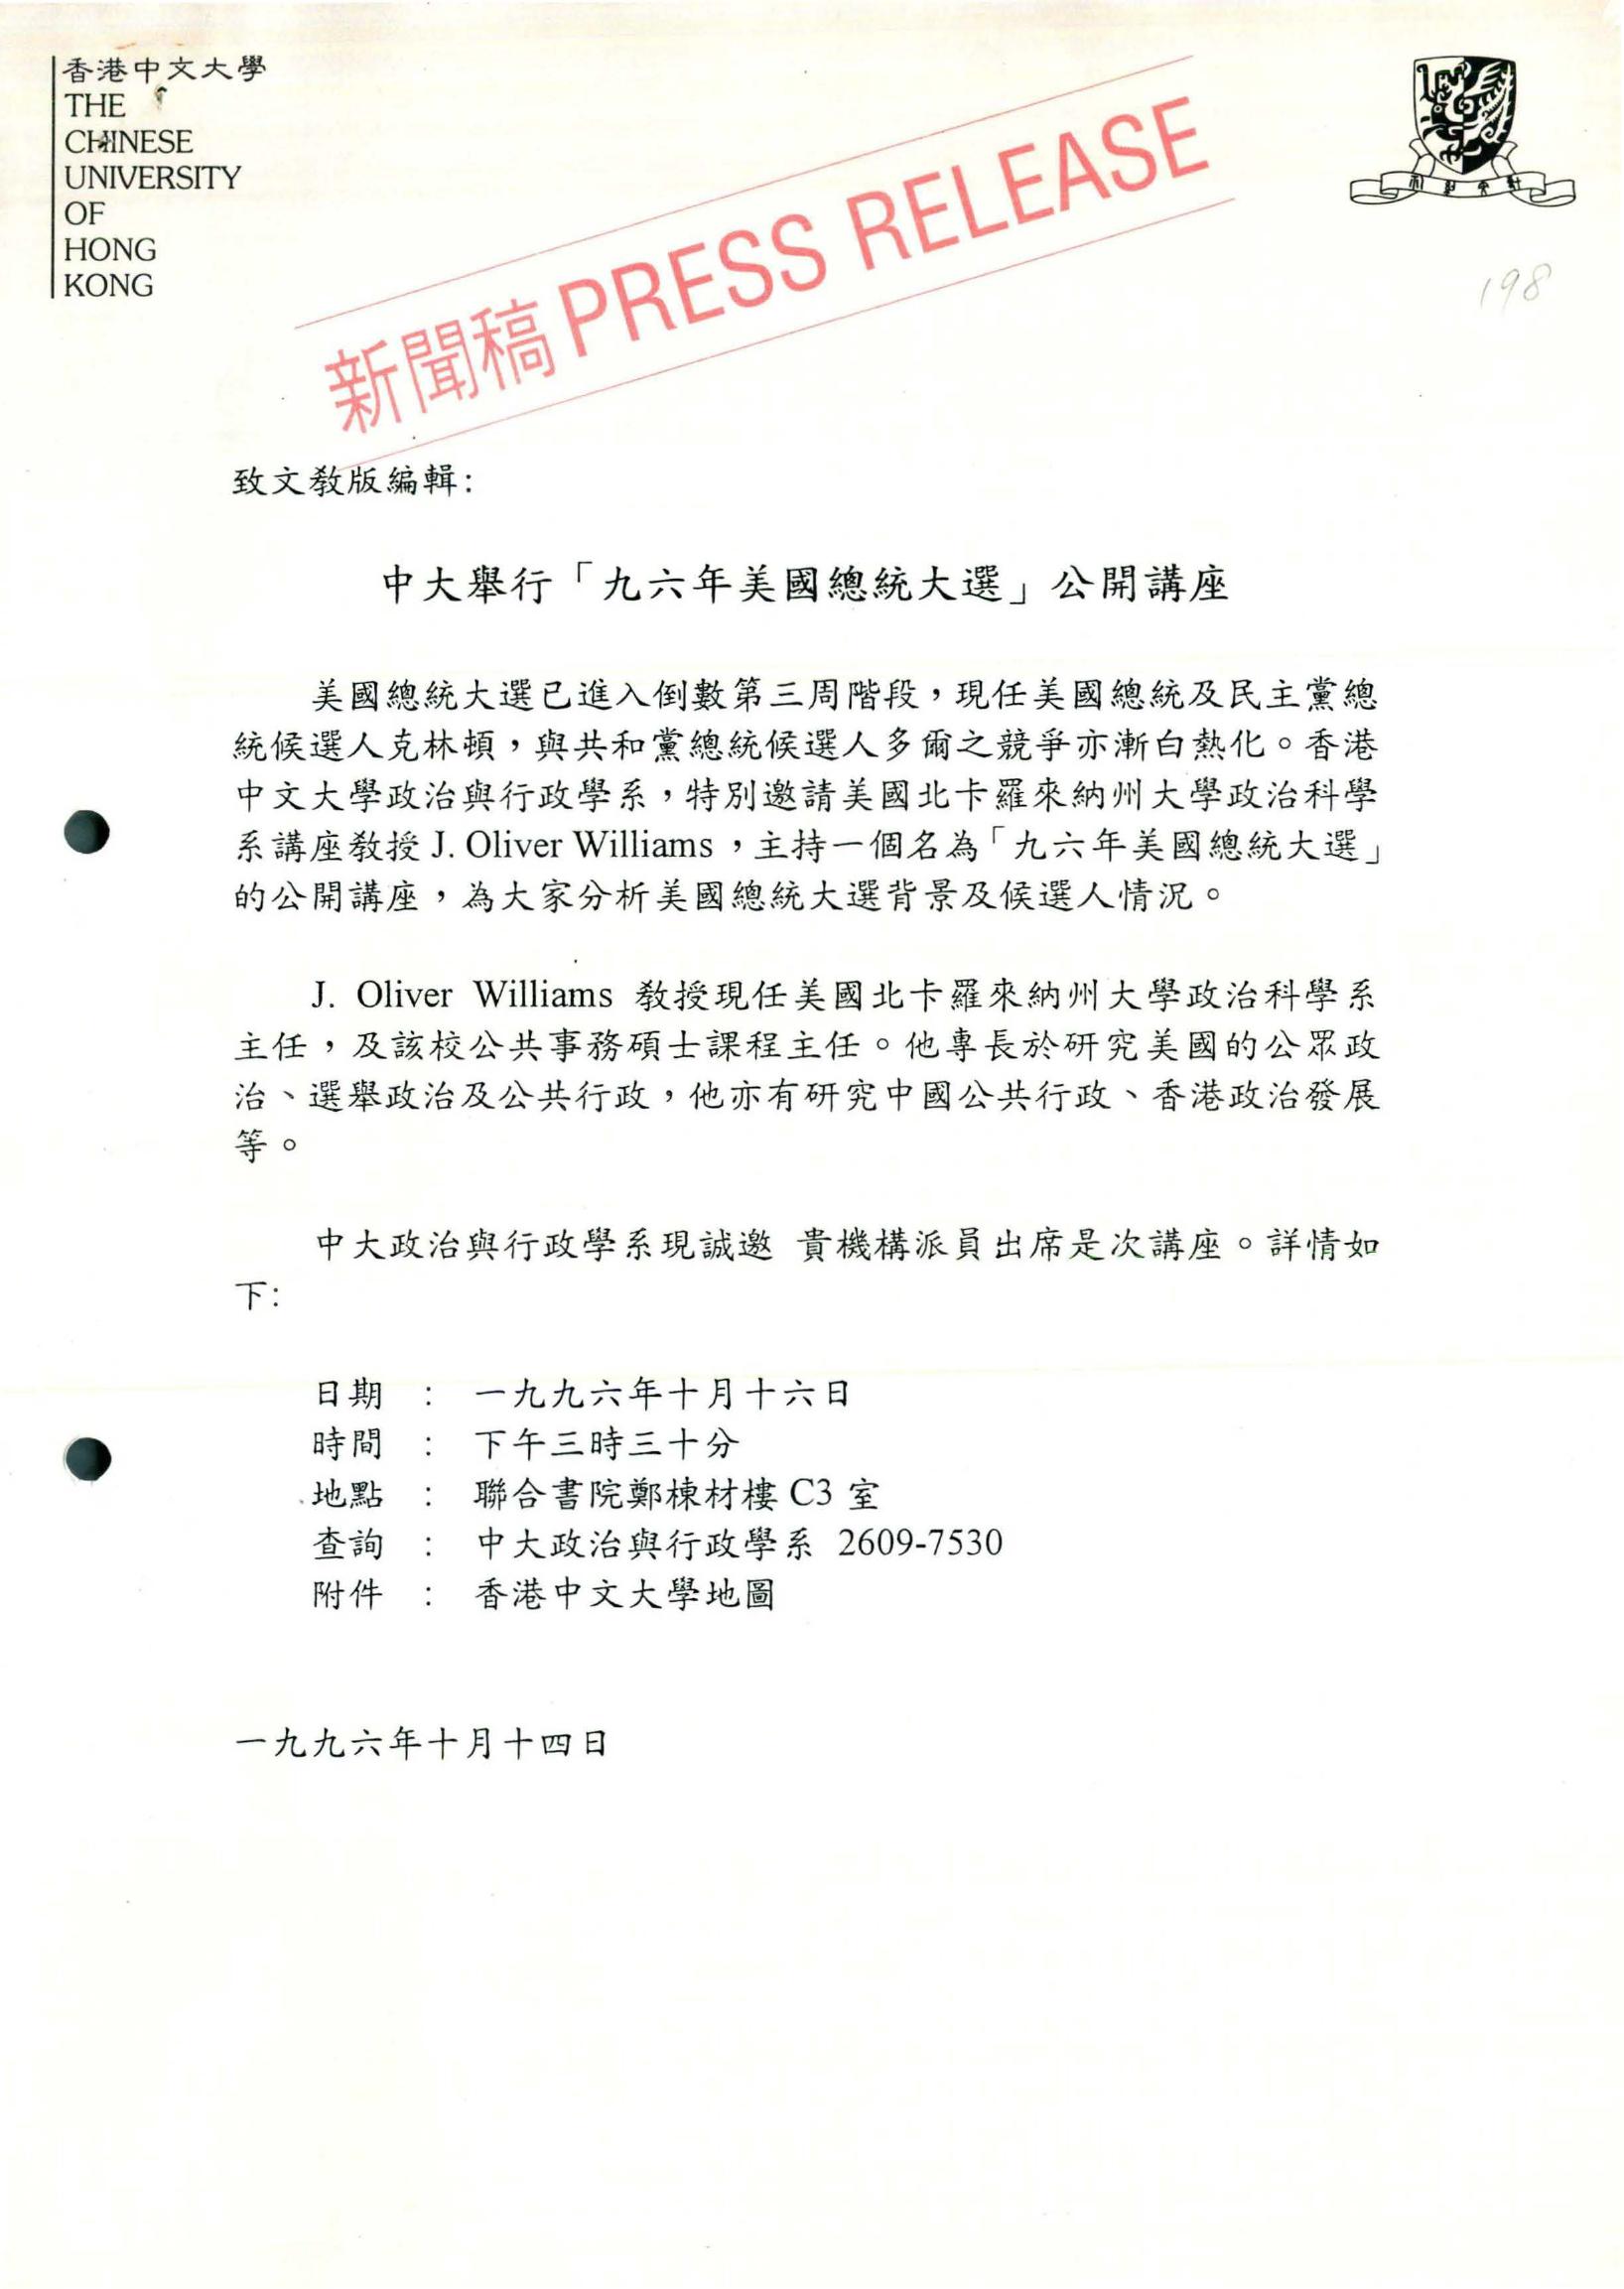 香港中文大學
THE
CHINESE
UNIVERSITY
OF
HONG
KONG
新聞稿 PRESS RELEASE
198
致文教版編輯:
中大舉行「九六年美國總統大選」公開講座
美國總統大選已進入倒數第三周階段，現任美國總統及民主黨總
統候選人克林頓，與共和黨總統候選人多爾之競爭亦漸白熱化。香港
中文大學政治與行政學系，特別邀請美國北卡羅來納州大學政治科學
系講座教授 J. Oliver Williams，主持一個名為「九六年美國總統大選」
的公開講座，為大家分析美國總統大選背景及候選人情況。
J. Oliver Williams 教授現任美國北卡羅來納州大學政治科學系
主任，及該校公共事務碩士課程主任。他專長於研究美國的公眾政
治、選舉政治及公共行政，他亦有研究中國公共行政、香港政治發展
等。
中大政治與行政學系現誠邀 貴機構派員出席是次講座。詳情如
下:
日期 : 一九九六年十月十六日
時間 : 下午三時三十分
地點 : 聯合書院鄭棟材樓 C3 室
查詢 : 中大政治與行政學系 2609-7530
附件 : 香港中文大學地圖
一九九六年十月十四日